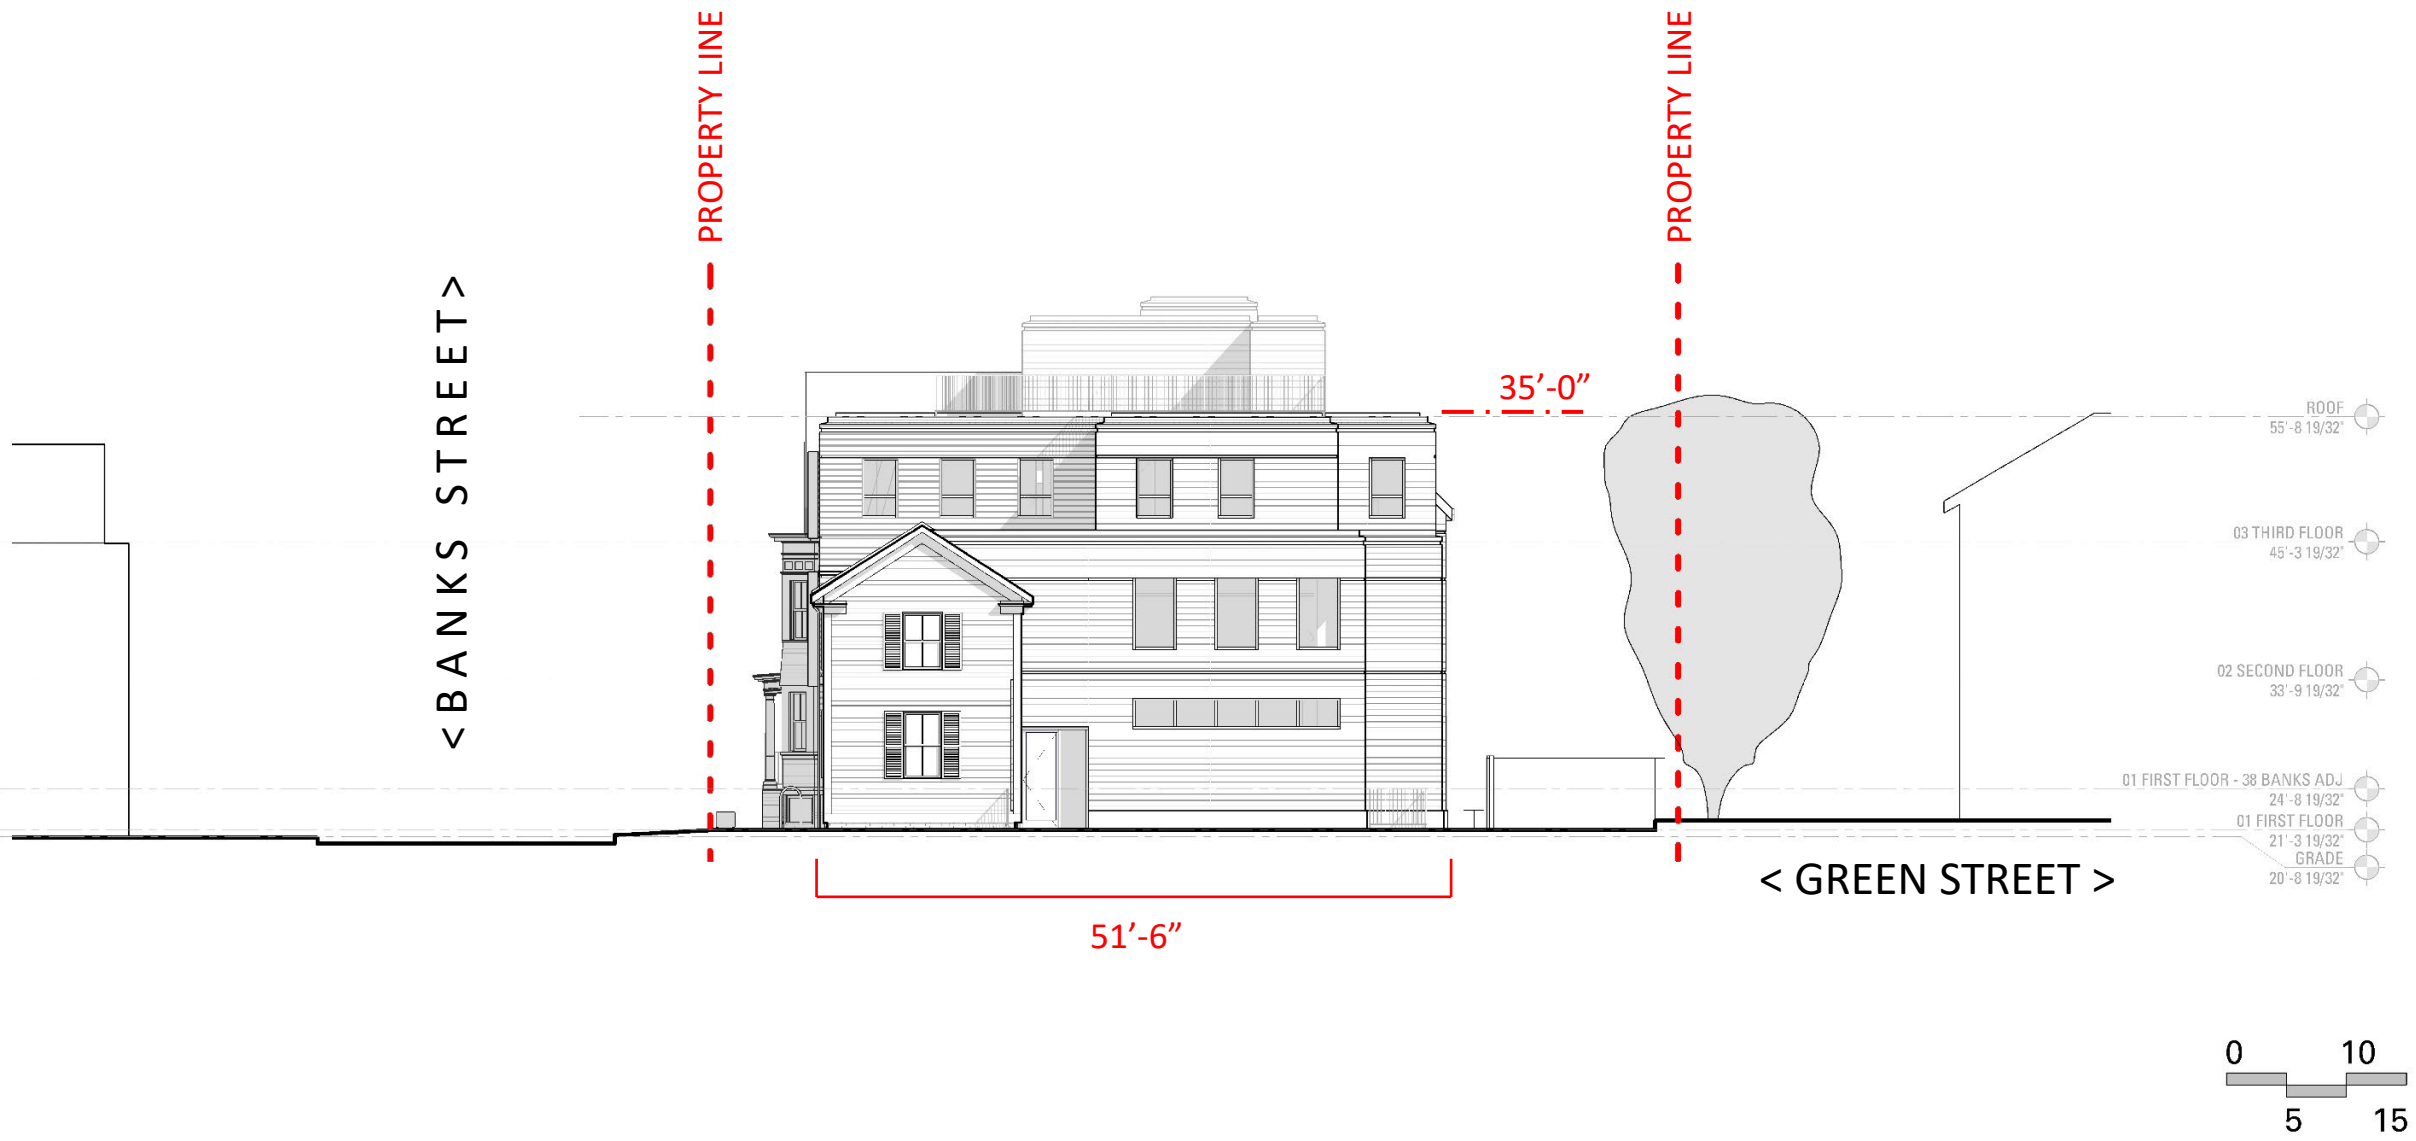 PROPERTY LINE
PROPERTY LINE
<BANKS STREET>
35’-0”
ROOF
55'-8 19/32"
03 THIRD FLOOR
45'-3 19/32"
02 SECOND FLOOR
33'-9 19/32"
01 FIRST FLOOR - 38 BANKS ADJ
24'-8 19/32"
01 FIRST FLOOR
21'-3 19/32"
GRADE
20'-8 19/32"
< GREEN STREET >
51’-6”
0 10
5 15